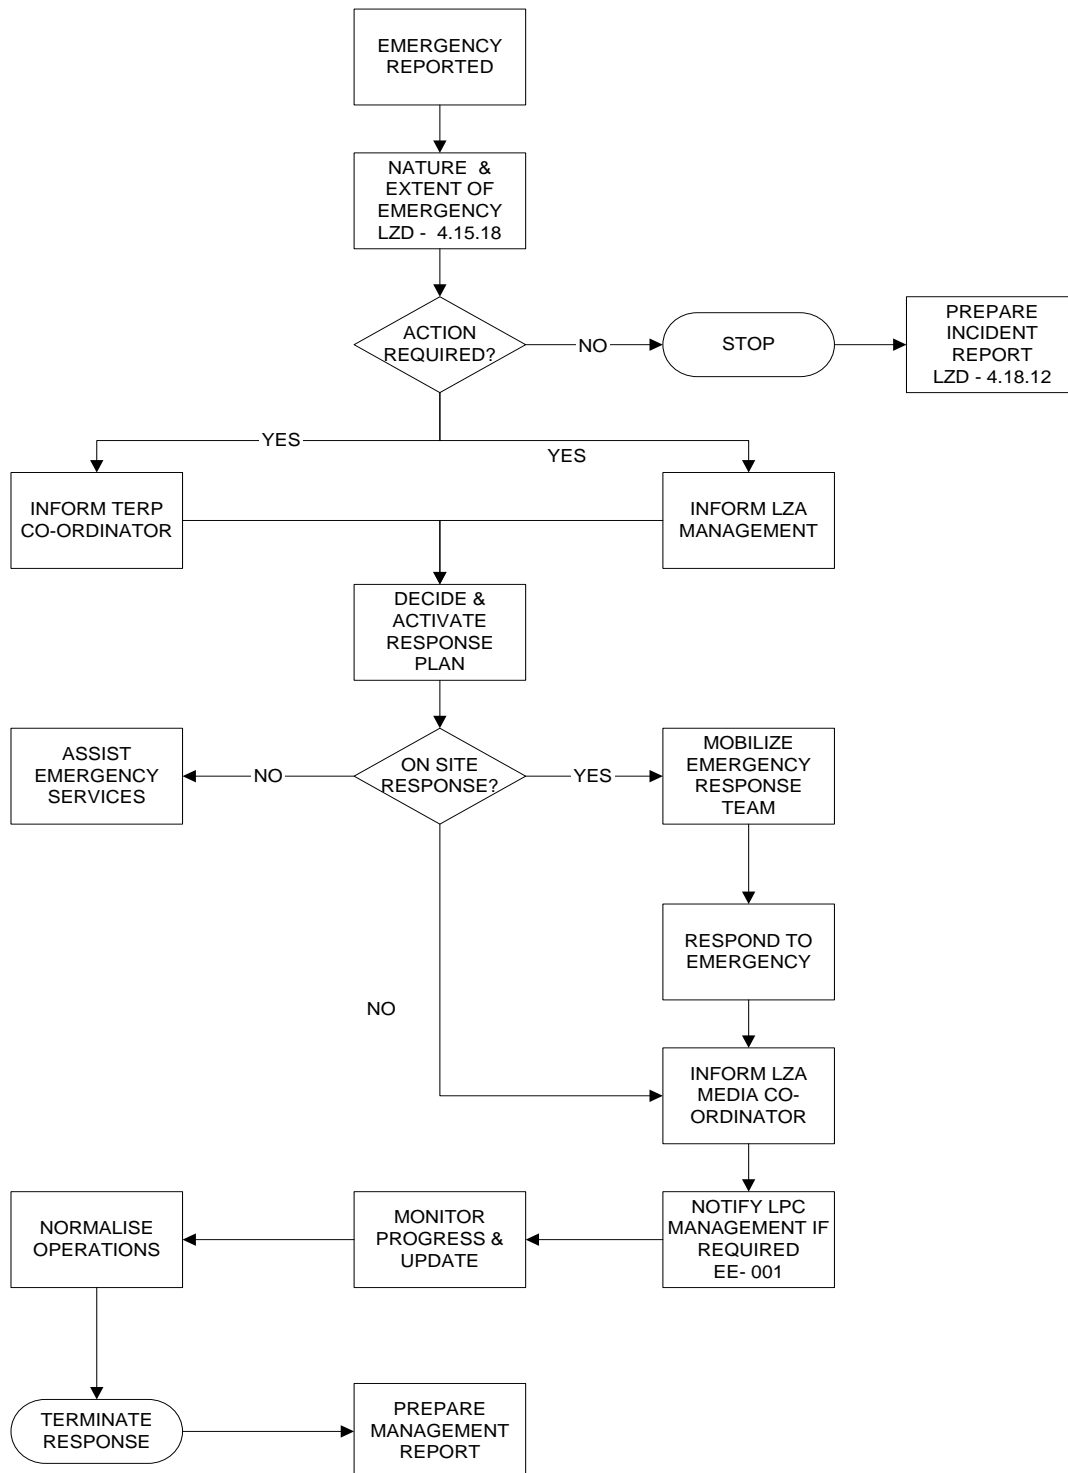 EMERGENCY
REPORTED
NATURE &
EXTENT OF
EMERGENCY
LZD - 4.15.18
ACTION
REQUIRED?
NO
STOP
PREPARE
INCIDENT
REPORT
LZD - 4.18.12
YES
YES
INFORM TERP
CO-ORDINATOR
INFORM LZA
MANAGEMENT
DECIDE &
ACTIVATE
RESPONSE
PLAN
ASSIST
EMERGENCY
SERVICES
NO
ON SITE
RESPONSE?
YES
MOBILIZE
EMERGENCY
RESPONSE
TEAM
RESPOND TO
EMERGENCY
NO
INFORM LZA
MEDIA CO-
ORDINATOR
NOTIFY LPC
MANAGEMENT IF
REQUIRED
EE- 001
MONITOR
PROGRESS &
UPDATE
NORMALISE
OPERATIONS
TERMINATE
RESPONSE
PREPARE
MANAGEMENT
REPORT